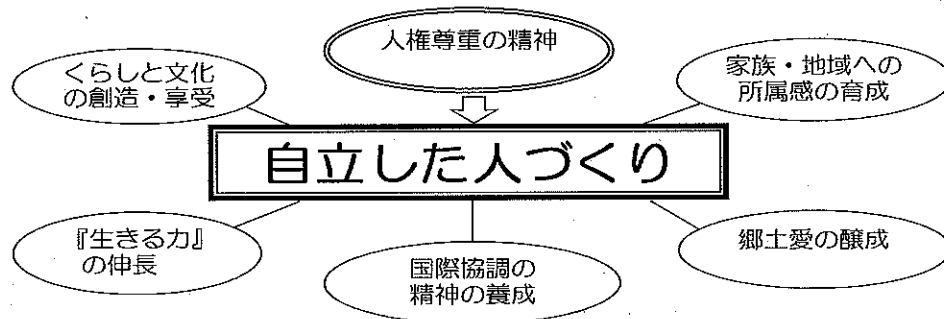 人権尊重の精神
くらしと文化
の創造・享受
家族・地域への
所属感の育成
自立した人づくり
『生きる力』
の伸長
国際協調の
精神の養成
郷土愛の醸成